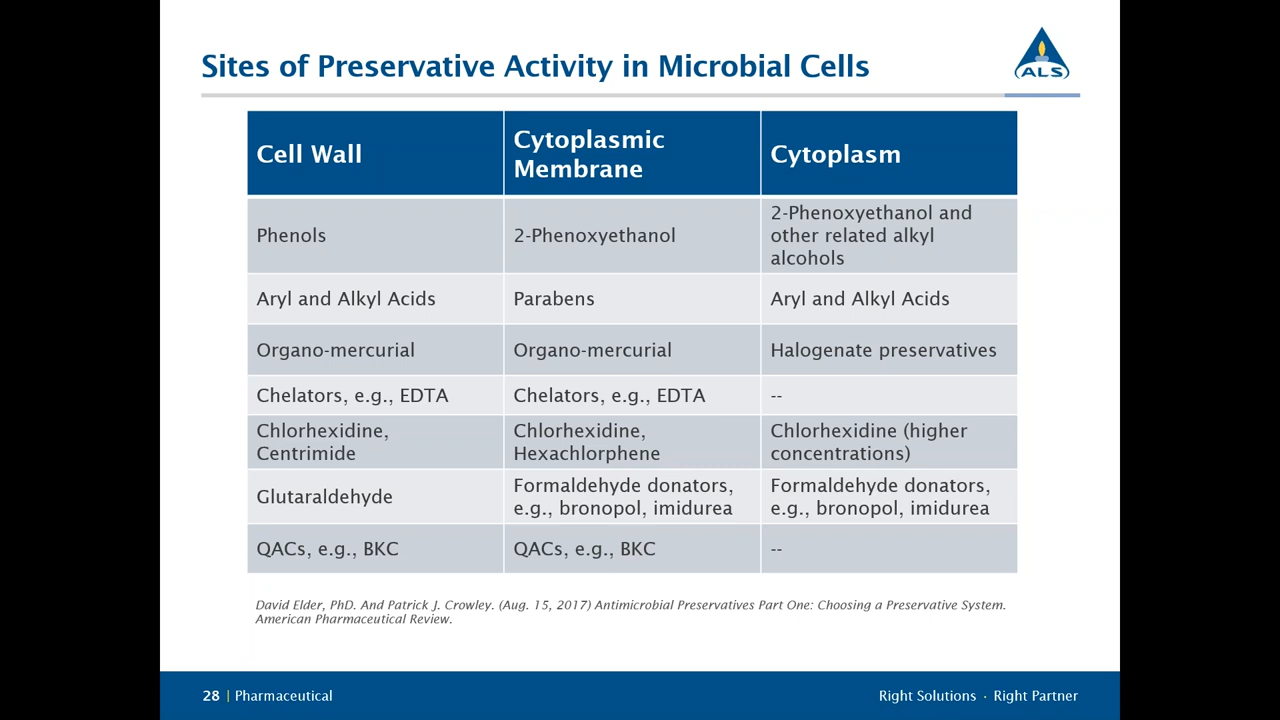 Sites of Preservative Activity in Microbial Cells
ALS
Cell Wall
Cytoplasmic
Membrane
Cytoplasm
Phenols
2-Phenoxyethanol
2-Phenoxyethanol and
other related alkyl
alcohols
Aryl and Alkyl Acids
Parabens
Aryl and Alkyl Acids
Organo-mercurial
Organo-mercurial
Halogenate preservatives
Chelators, e.g., EDTA
Chelators, e.g., EDTA
--
Chlorhexidine,
Centrimide
Chlorhexidine,
Hexachlorphene
Chlorhexidine (higher
concentrations)
Glutaraldehyde
Formaldehyde donators,
e.g., bronopol, imidurea
Formaldehyde donators,
e.g., bronopol, imidurea
QACs, e.g., BKC
QACs, e.g., BKC
--
David Elder, PhD. And Patrick J. Crowley. (Aug. 15, 2017) Antimicrobial Preservatives Part One: Choosing a Preservative System.
American Pharmaceutical Review.
28 | Pharmaceutical
Right Solutions · Right Partner